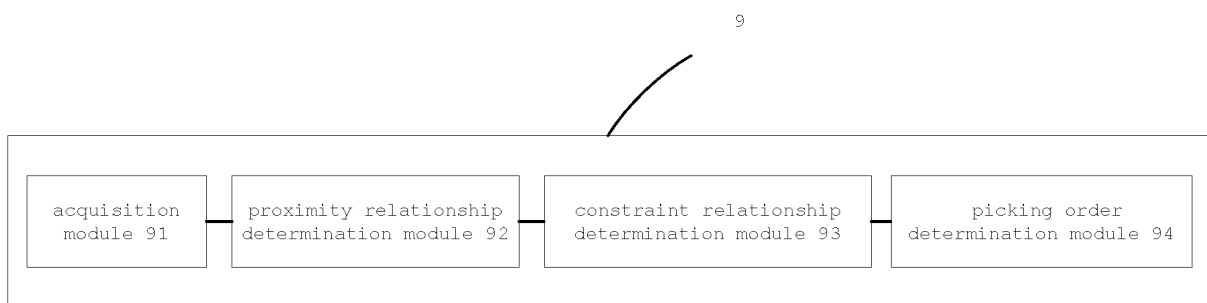 9
acquisition
module 91
proximity relationship
determination module 92
constraint relationship
determination module 93
picking order
determination module 94